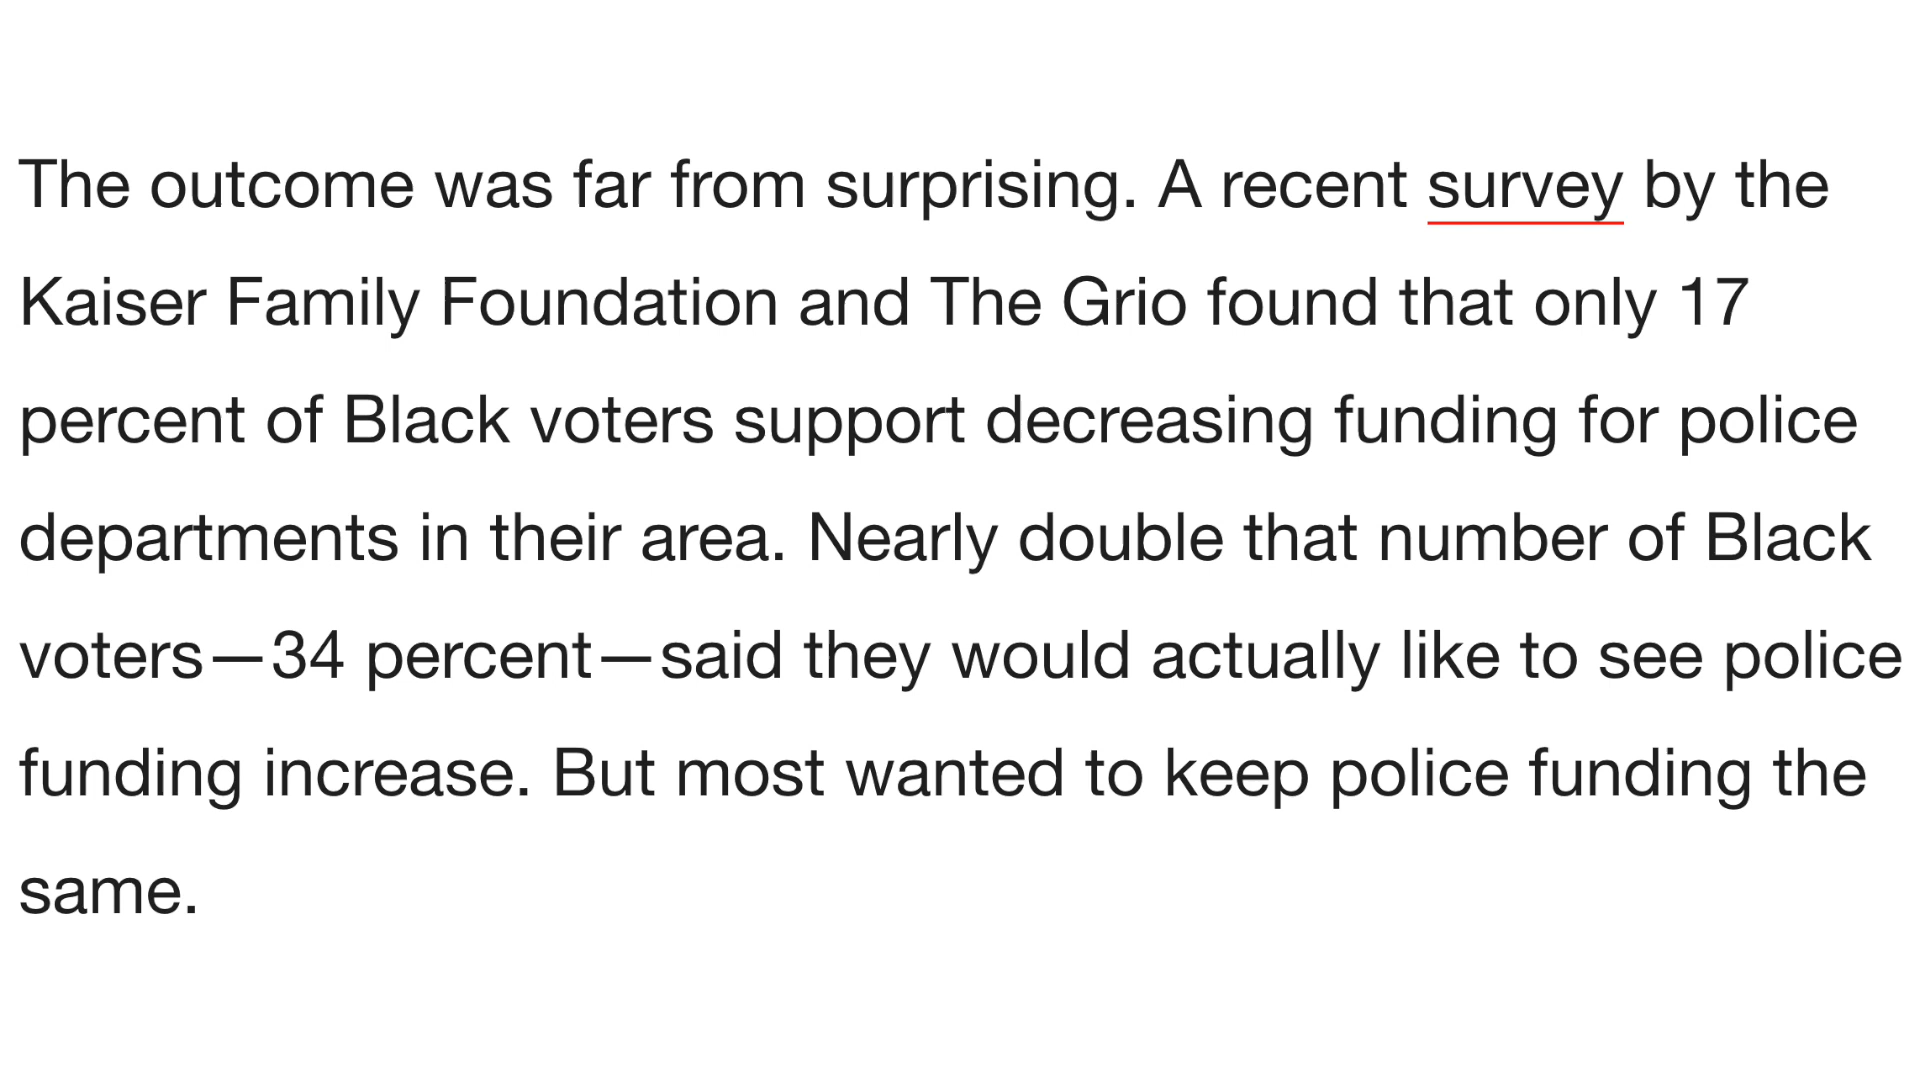 The outcome was far from surprising. A recent survey by the
Kaiser Family Foundation and The Grio found that only 17
percent of Black voters support decreasing funding for police
departments in their area. Nearly double that number of Black
voters—34 percent—said they would actually like to see police
funding increase. But most wanted to keep police funding the
same.